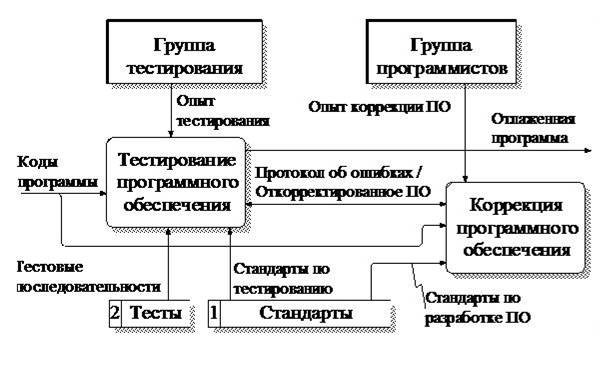 Группа
тестирования
Группа
программистов
Опыт
тестирования
Опыт коррекции ПО
Отлаженная
программа
Коды
программы
Тестирование
программного
обеспечения
Протокол об ошибках /
Откорректированное ПО
Коррекция
программного
обеспечения
Тестовые
последовательности
Стандарты по
тестированию
Стандарты по
разработке ПО
2 Тесты
1 Стандарты